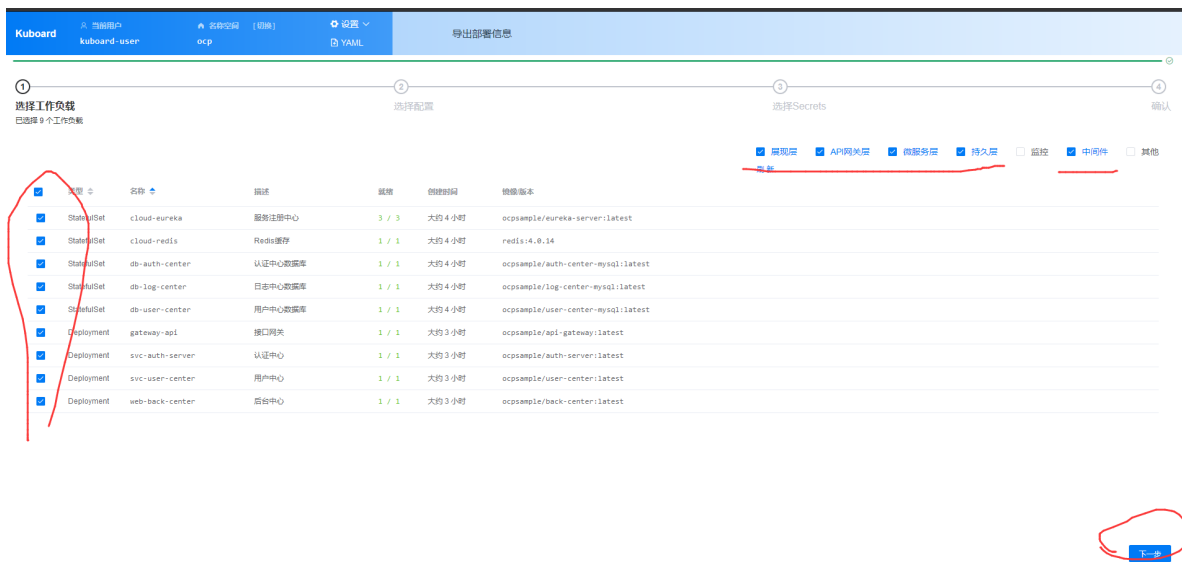 Kuboard
当前用户
kuboard-user
名称空间 [切换]
ocp
设置
YAML
导出部署信息
1
2
3
4
选择工作负载
选择配置
选择Secrets
确认
已选择 9 个工作负载
展现层 API网关层 微服务层 持久层 监控 中间件 其他
刷新
类型 名称 描述 就绪 创建时间 镜像/版本
StatefulSet cloud-eureka 服务注册中心 3 / 3 大约 4 小时 ocpsample/eureka-server:latest
StatefulSet cloud-redis Redis缓存 1 / 1 大约 4 小时 redis:4.0.14
StatefulSet db-auth-center 认证中心数据库 1 / 1 大约 4 小时 ocpsample/auth-center-mysql:latest
StatefulSet db-log-center 日志中心数据库 1 / 1 大约 4 小时 ocpsample/log-center-mysql:latest
StatefulSet db-user-center 用户中心数据库 1 / 1 大约 4 小时 ocpsample/user-center-mysql:latest
Deployment gateway-api 接口网关 1 / 1 大约 3 小时 ocpsample/api-gateway:latest
Deployment svc-auth-server 认证中心 1 / 1 大约 3 小时 ocpsample/auth-server:latest
Deployment svc-user-center 用户中心 1 / 1 大约 3 小时 ocpsample/user-center:latest
Deployment web-back-center 后台中心 1 / 1 大约 3 小时 ocpsample/back-center:latest
下一步